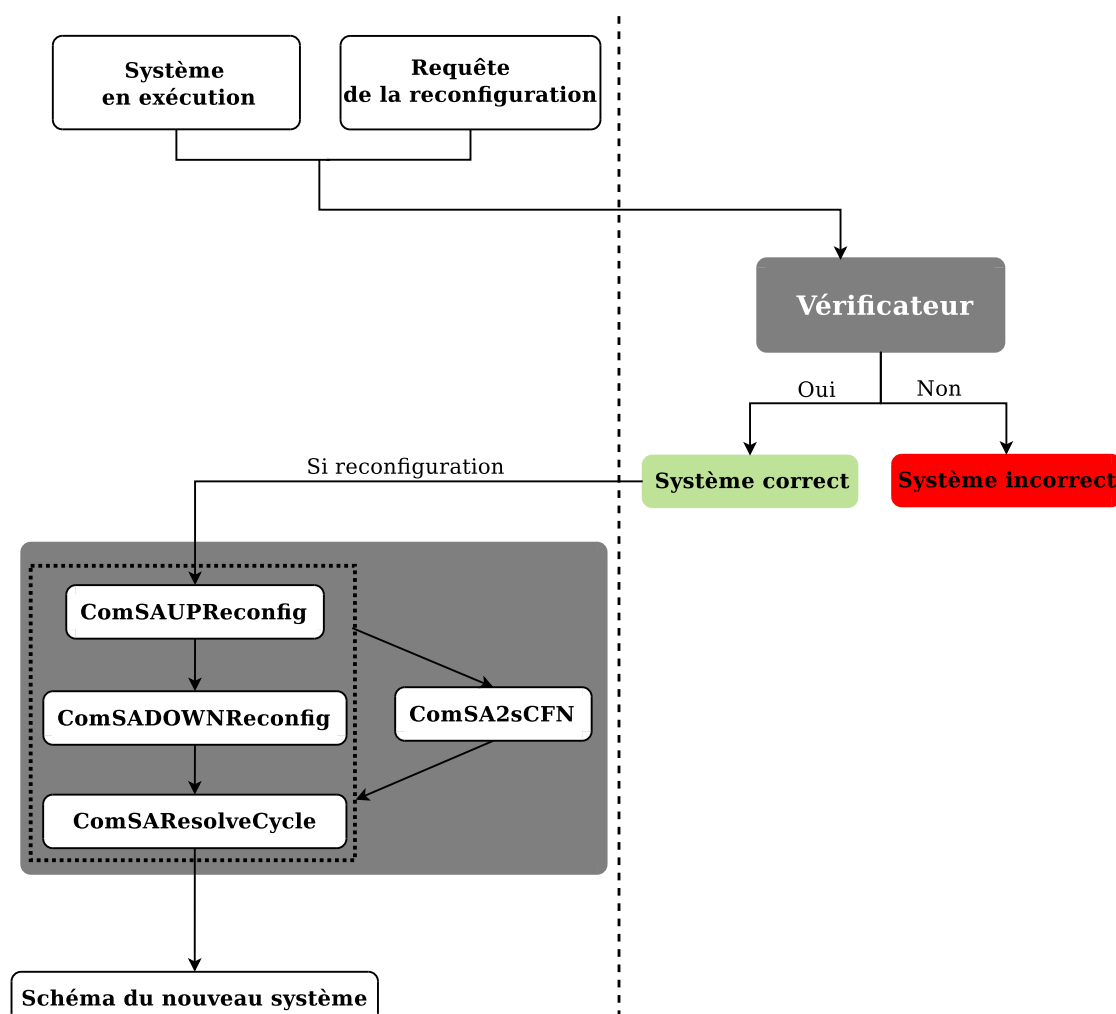 Système
en exécution
Requête
de la reconfiguration
Vérificateur
Oui
Non
Système correct
Système incorrect
Si reconfiguration
ComSAUPReconfig
ComSADOWNReconfig
ComSA2sCFN
ComSAResolveCycle
Schéma du nouveau système